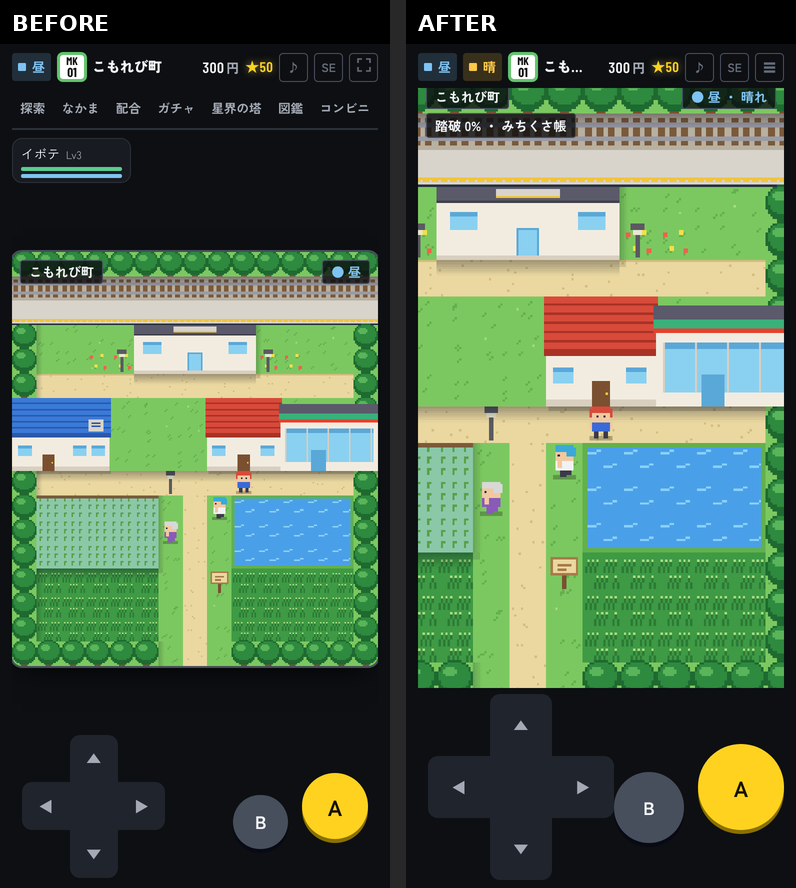 BEFORE
昼 MK 01 こもれび町 300円 ★50 ♪ SE
探索 なかま 配合 ガチャ 星界の塔 図鑑 コンビニ
イポテ Lv3
こもれび町
昼
B
A
AFTER
昼 晴 MK 01 こも… 300円 ★50 ♪ SE
こもれび町
昼・晴れ
踏破 0%・みちくさ帳
B
A